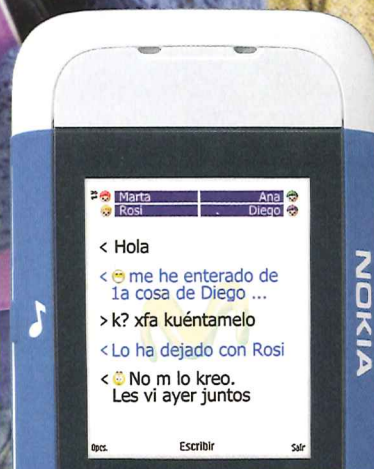 Marta Ana
Rosi Diego
< Hola
< me he enterado de
1a cosa de Diego ...
> k? xfa kuéntamelo
< Lo ha dejado con Rosi
< No m lo kreo.
Les vi ayer juntos
Opcs. Escribir Salir
NOKIA